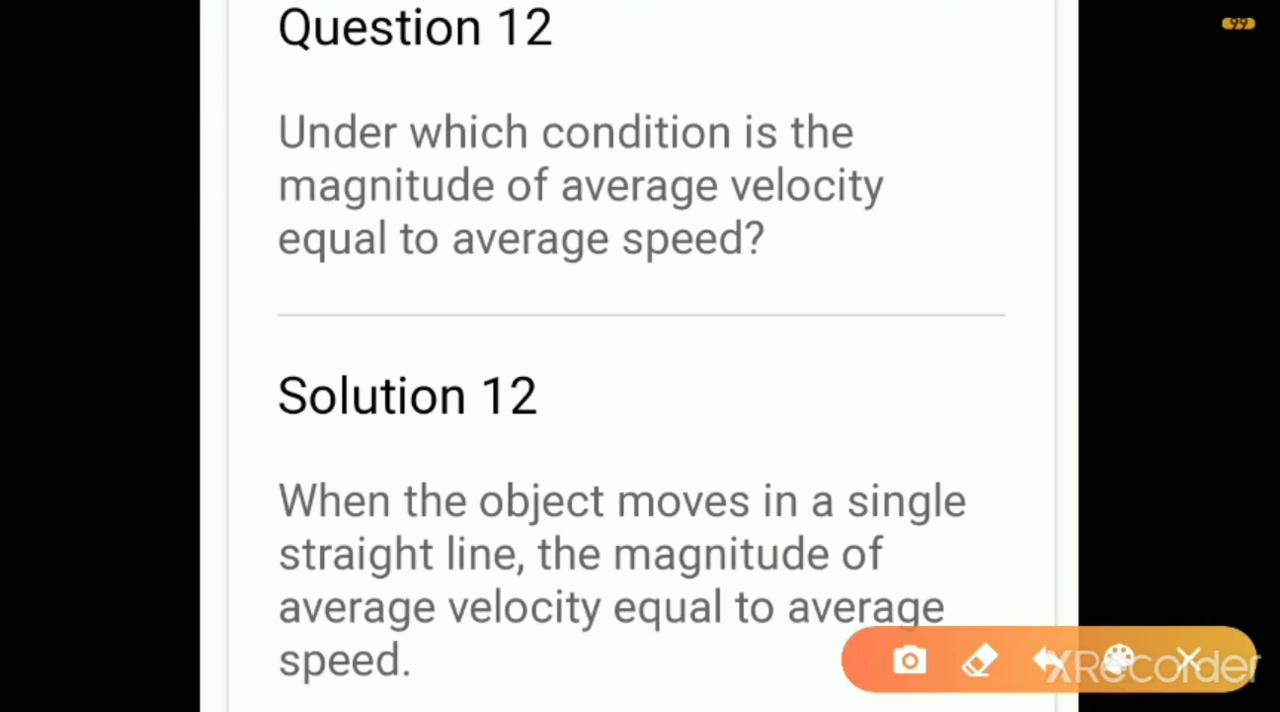 99
Question 12
Under which condition is the
magnitude of average velocity
equal to average speed?
Solution 12
When the object moves in a single
straight line, the magnitude of
average velocity equal to average
speed.
XRecorder